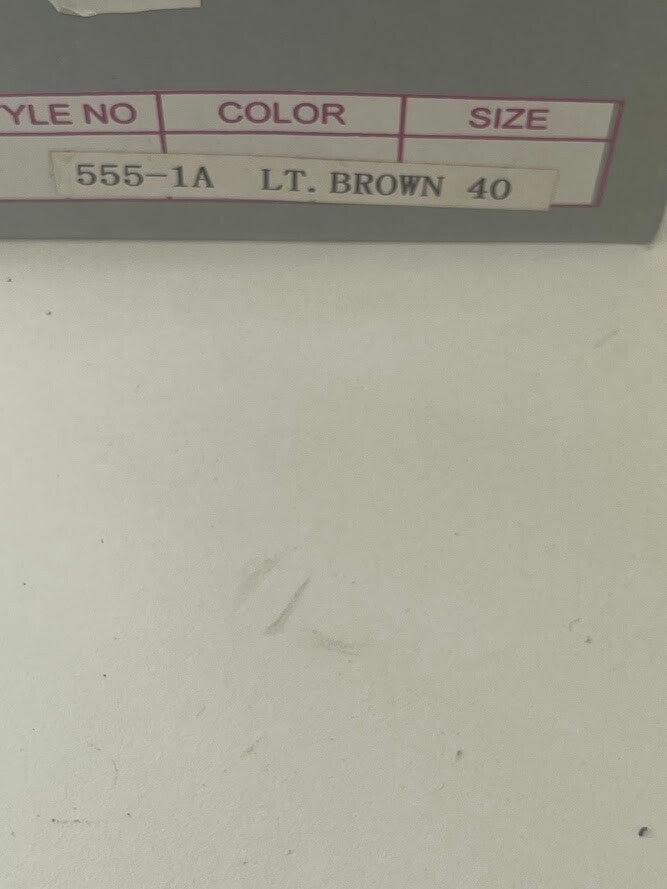 YLE NO COLOR SIZE
555-1A LT. BROWN 40